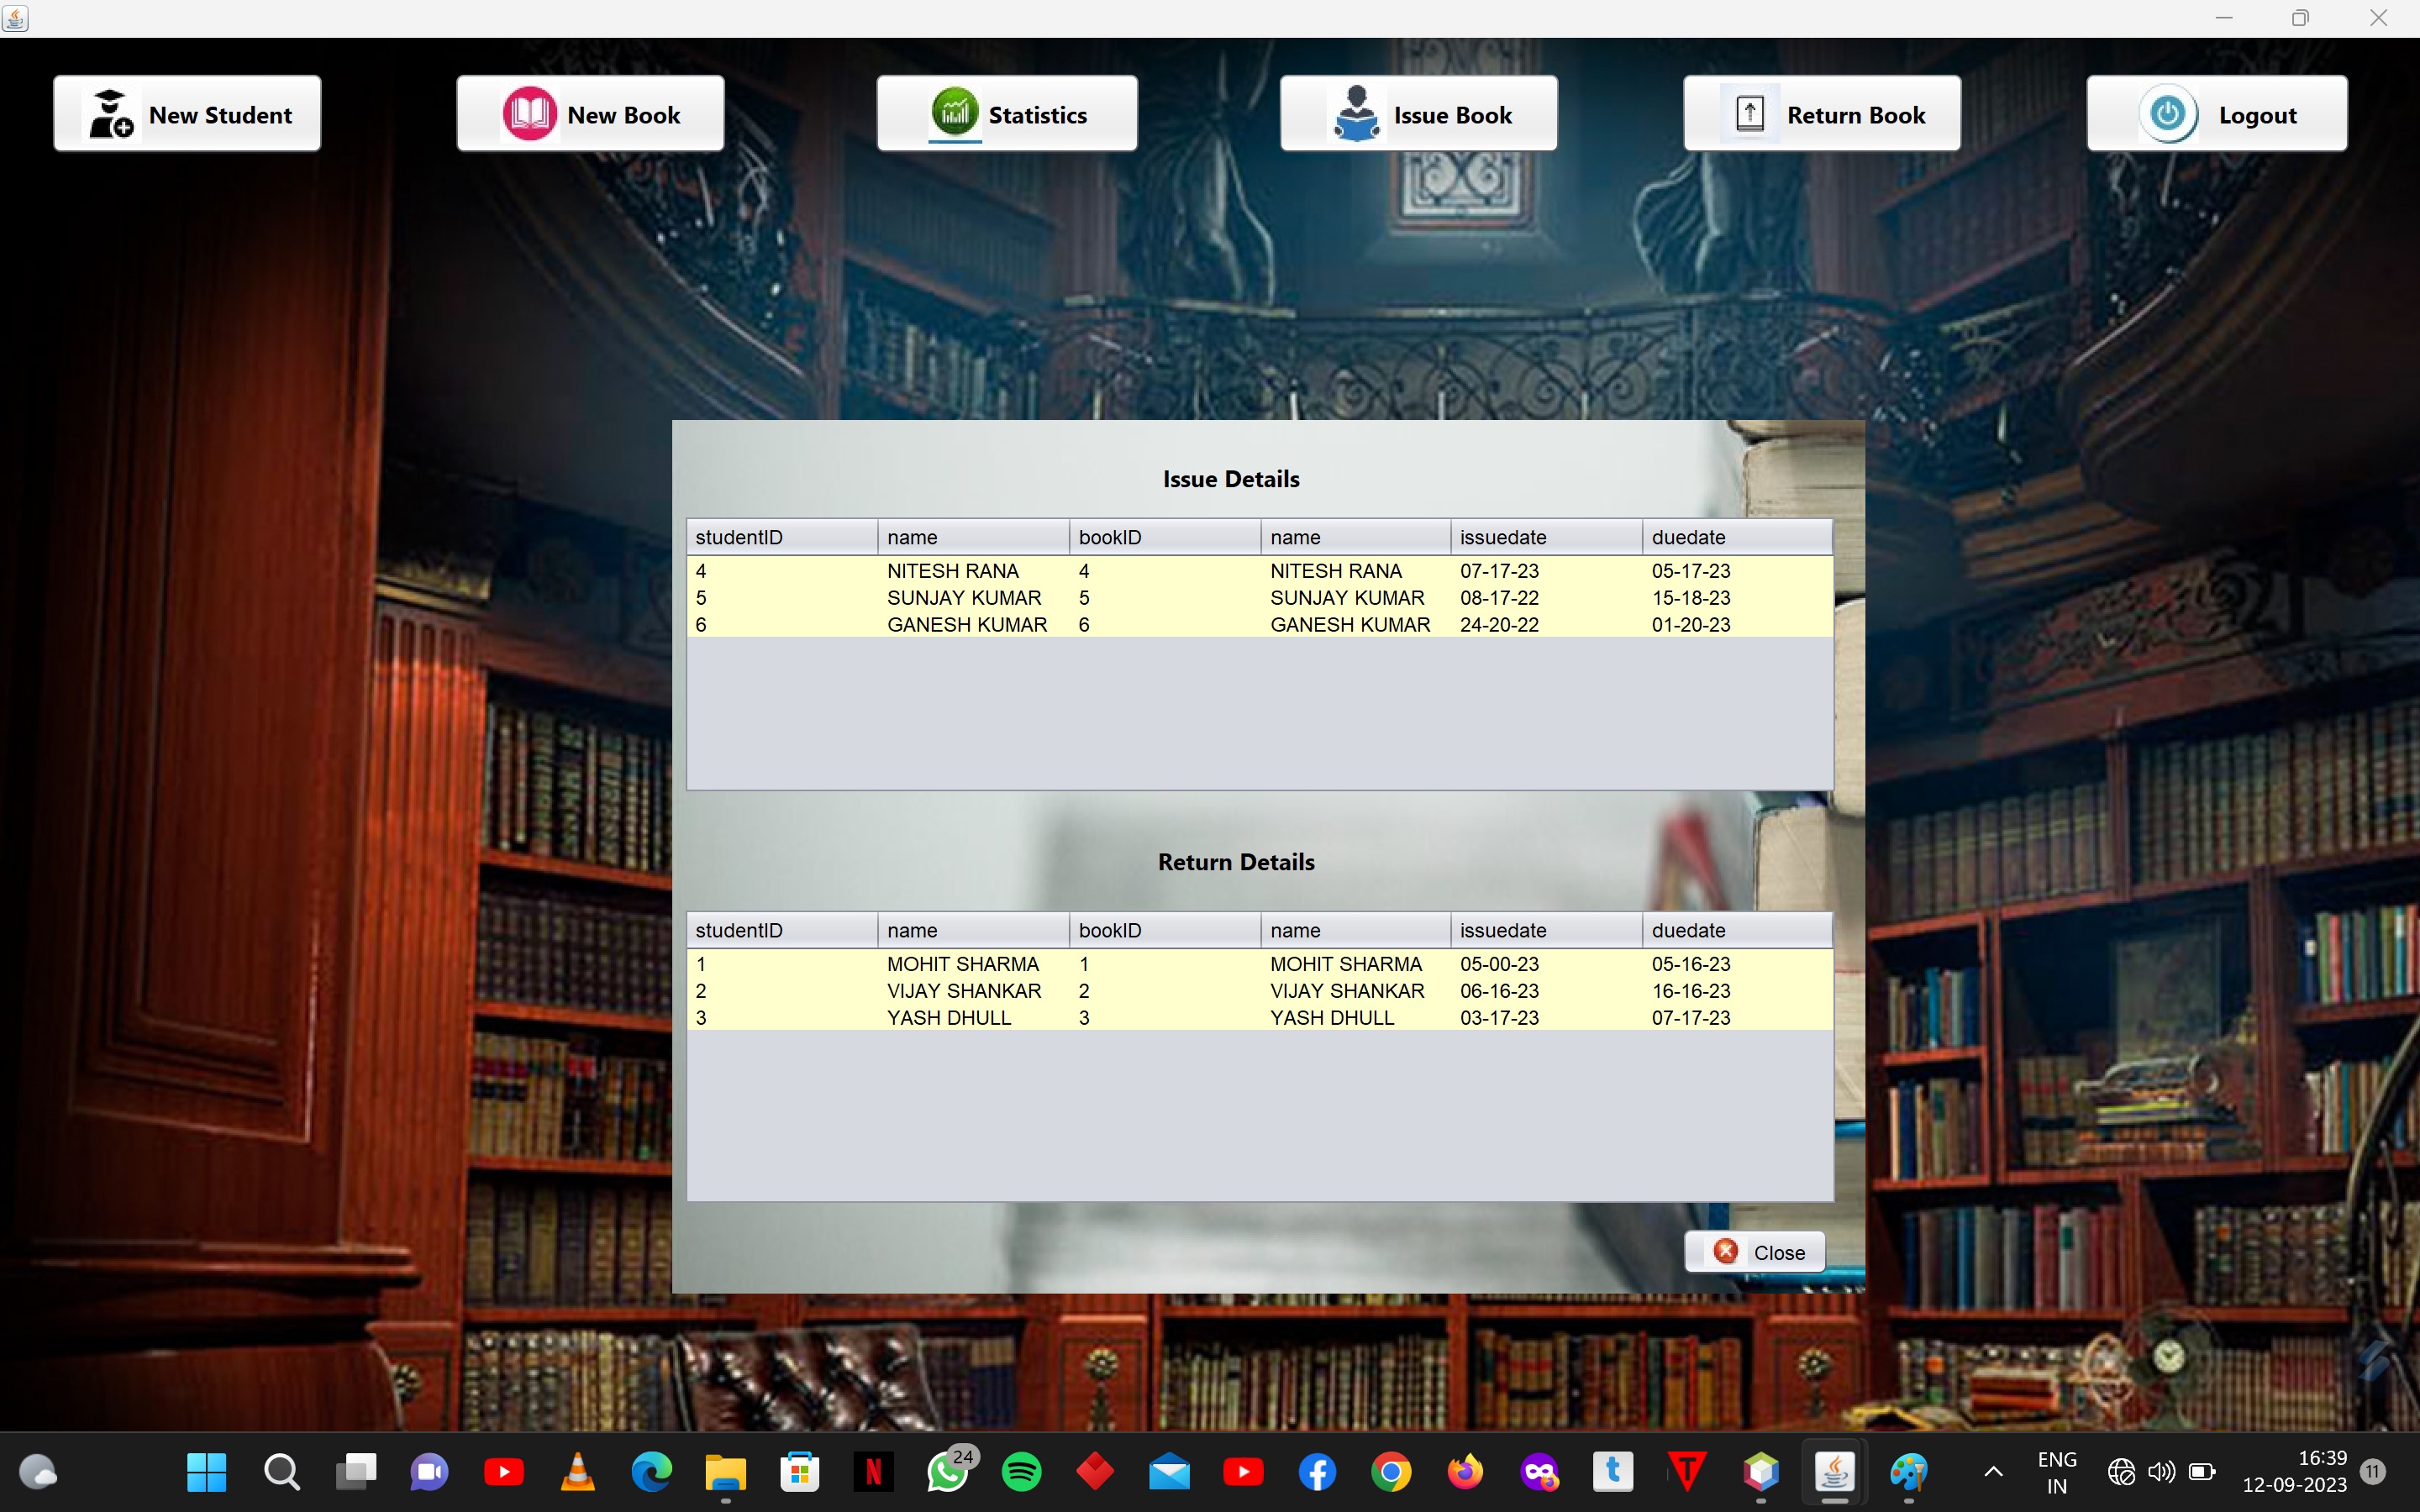 New Student New Book Statistics Issue Book Return Book Logout
Issue Details
studentID name bookID name issuedate duedate
4 NITESH RANA 4 NITESH RANA 07-17-23 05-17-23
5 SUNJAY KUMAR 5 SUNJAY KUMAR 08-17-22 15-18-23
6 GANESH KUMAR 6 GANESH KUMAR 24-20-22 01-20-23
Return Details
studentID name bookID name issuedate duedate
1 MOHIT SHARMA 1 MOHIT SHARMA 05-00-23 05-16-23
2 VIJAY SHANKAR 2 VIJAY SHANKAR 06-16-23 16-16-23
3 YASH DHULL 3 YASH DHULL 03-17-23 07-17-23
Close
N 24 f t T ENG 16:39
IN 12-09-2023 11